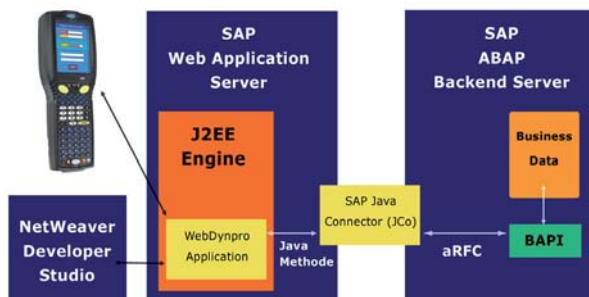 SAP
Web Application
Server
SAP
ABAP
Backend Server
J2EE
Engine
Business
Data
SAP Java
Connector (JCo)
NetWeaver
Developer
Studio
WebDynpro
Application
Java
Methode
aRFC
BAPI